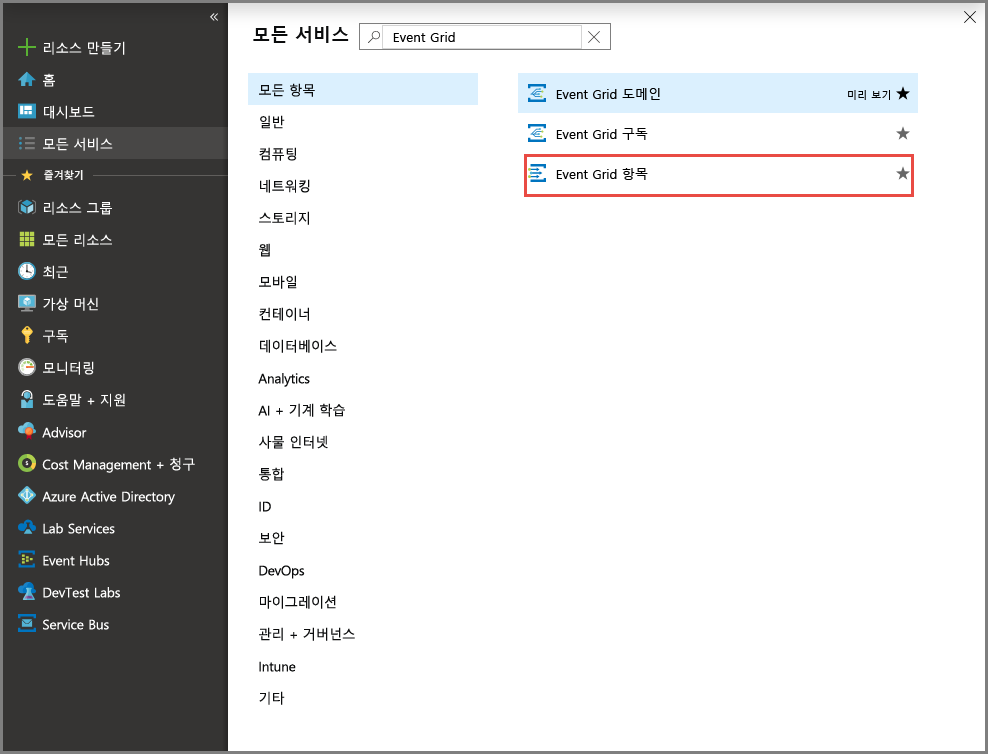 «
리소스 만들기
홈
대시보드
모든 서비스
즐겨찾기
리소스 그룹
모든 리소스
최근
가상 머신
구독
모니터링
도움말 + 지원
Advisor
Cost Management + 청구
Azure Active Directory
Lab Services
Event Hubs
DevTest Labs
Service Bus
모든 서비스
Event Grid
모든 항목
일반
컴퓨팅
네트워킹
스토리지
웹
모바일
컨테이너
데이터베이스
Analytics
AI + 기계 학습
사물 인터넷
통합
ID
보안
DevOps
마이그레이션
관리 + 거버넌스
Intune
기타
Event Grid 도메인 미리 보기
Event Grid 구독
Event Grid 항목